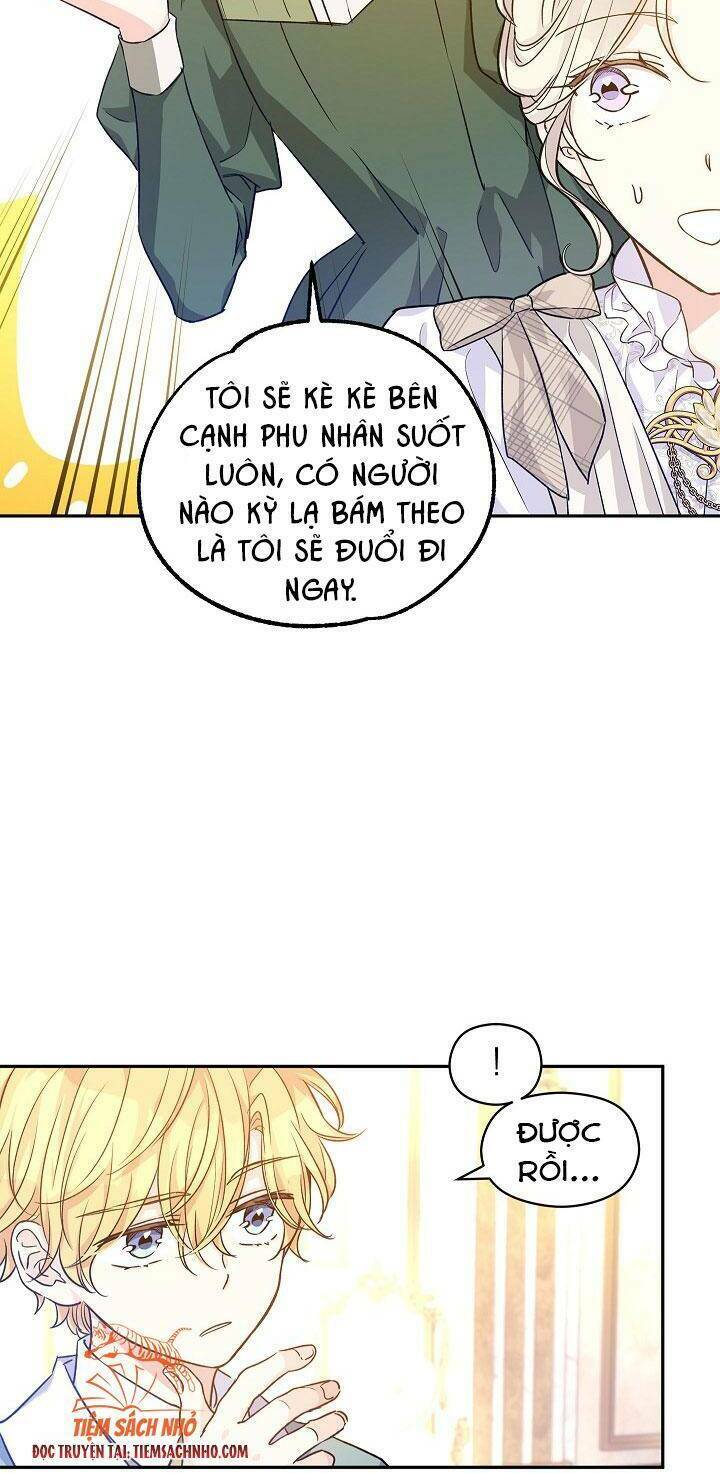 TÔI SẼ KÈ KÈ BÊN
CẠNH PHU NHÂN SUỐT
LUÔN, CÓ NGƯỜI
NÀO KỲ LẠ BÁM THEO
LÀ TÔI SẼ ĐUỔI ĐI
NGAY.
!
ĐƯỢC
RỒI...
TIỆM SÁCH NHỎ
ĐỌC TRUYỆN TẠI: TIEMSACHNHO.COM